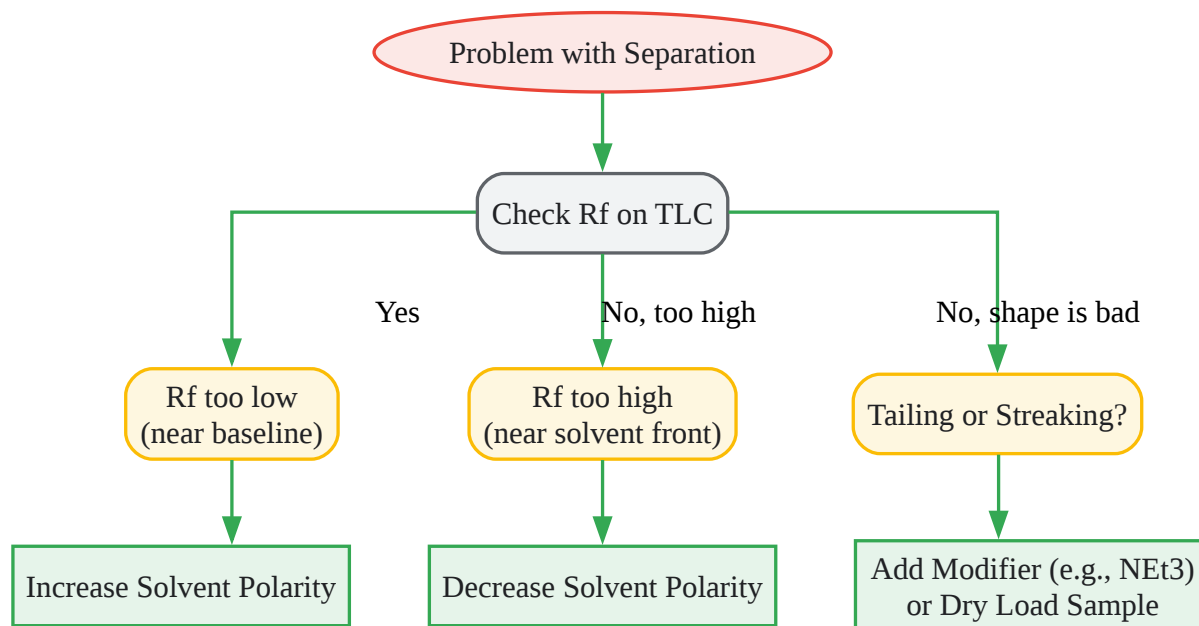 Problem with Separation
Check Rf on TLC
Yes
No, too high
No, shape is bad
Rf too low
(near baseline)
Rf too high
(near solvent front)
Tailing or Streaking?
Increase Solvent Polarity
Decrease Solvent Polarity
Add Modifier (e.g., NEt3)
or Dry Load Sample